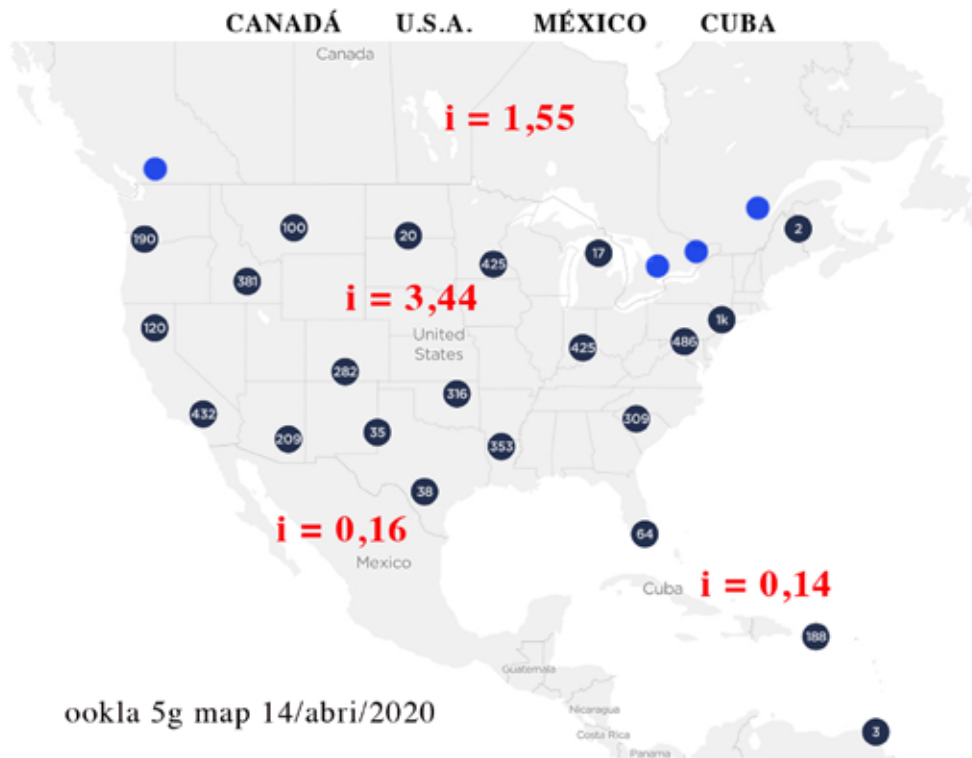 CANADÁ U.S.A. MÉXICO CUBA
Canada
i = 1,55
2
100
20
190
17
425
381
i = 3,44
1k
120
United
States
486
425
282
316
432
309
35
209
353
38
i = 0,16
64
Mexico
i = 0,14
Cuba
188
Guatemala
ookla 5g map 14/abri/2020
Nicaragua
3
Costa Rica
Panama